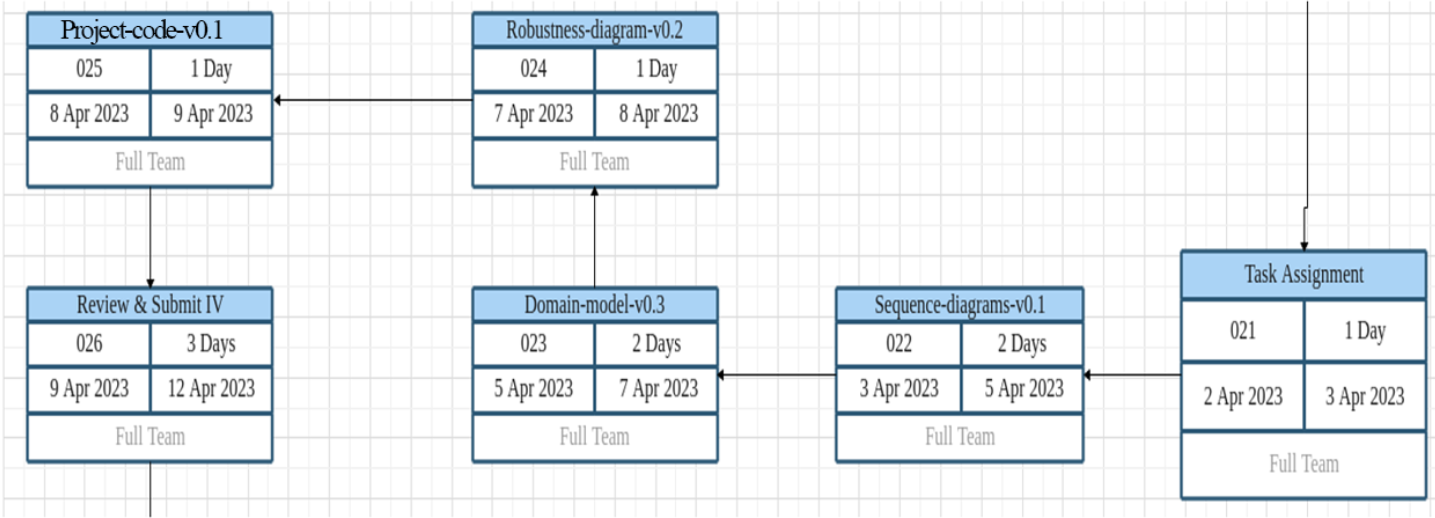 Project-code-v0.1
025 1 Day
8 Apr 2023 9 Apr 2023
Full Team
Robustness-diagram-v0.2
024 1 Day
7 Apr 2023 8 Apr 2023
Full Team
Task Assignment
021 1 Day
2 Apr 2023 3 Apr 2023
Full Team
Review & Submit IV
026 3 Days
9 Apr 2023 12 Apr 2023
Full Team
Domain-model-v0.3
023 2 Days
5 Apr 2023 7 Apr 2023
Full Team
Sequence-diagrams-v0.1
022 2 Days
3 Apr 2023 5 Apr 2023
Full Team